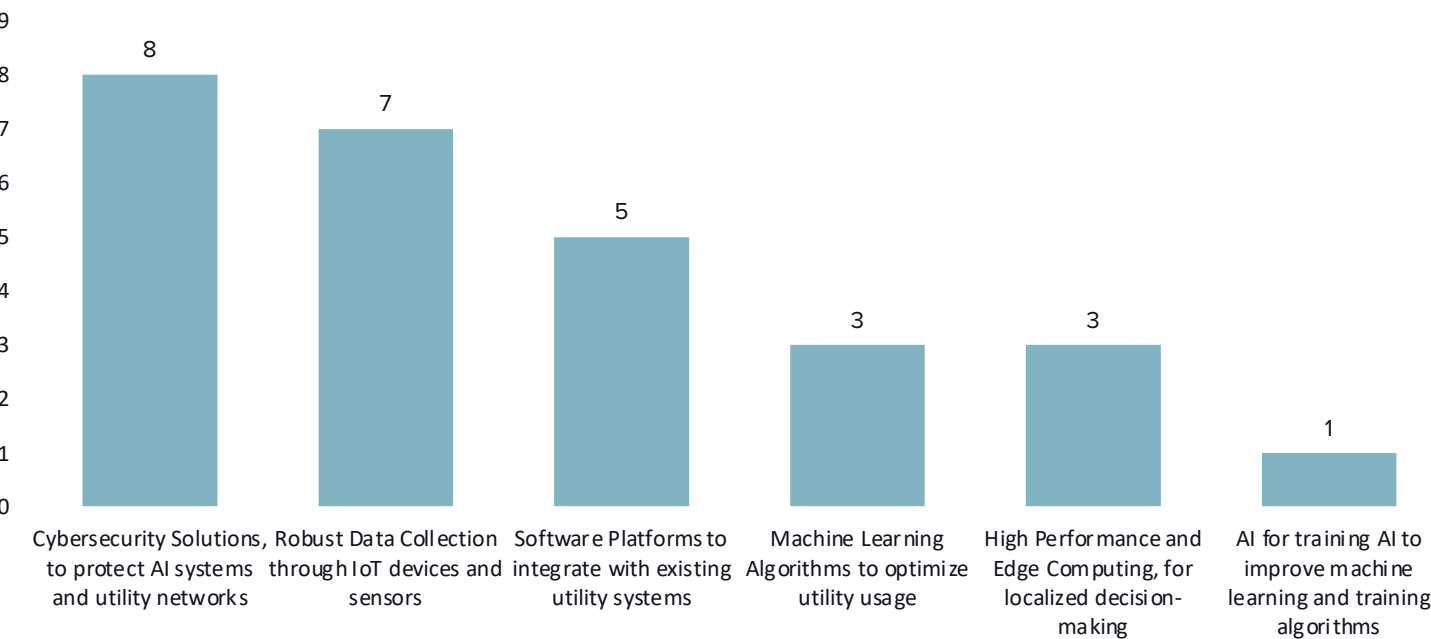 9
8
7
6
5
4
3
2
1
0
8
7
5
3
3
1
Cybersecurity Solutions,
to protect AI systems
and utility networks
Robust Data Collection
through IoT devices and
sensors
Software Platforms to
integrate with existing
utility systems
Machine Learning
Algorithms to optimize
utility usage
High Performance and
Edge Computing, for
localized decision-
making
AI for training AI to
improve machine
learning and training
algorithms